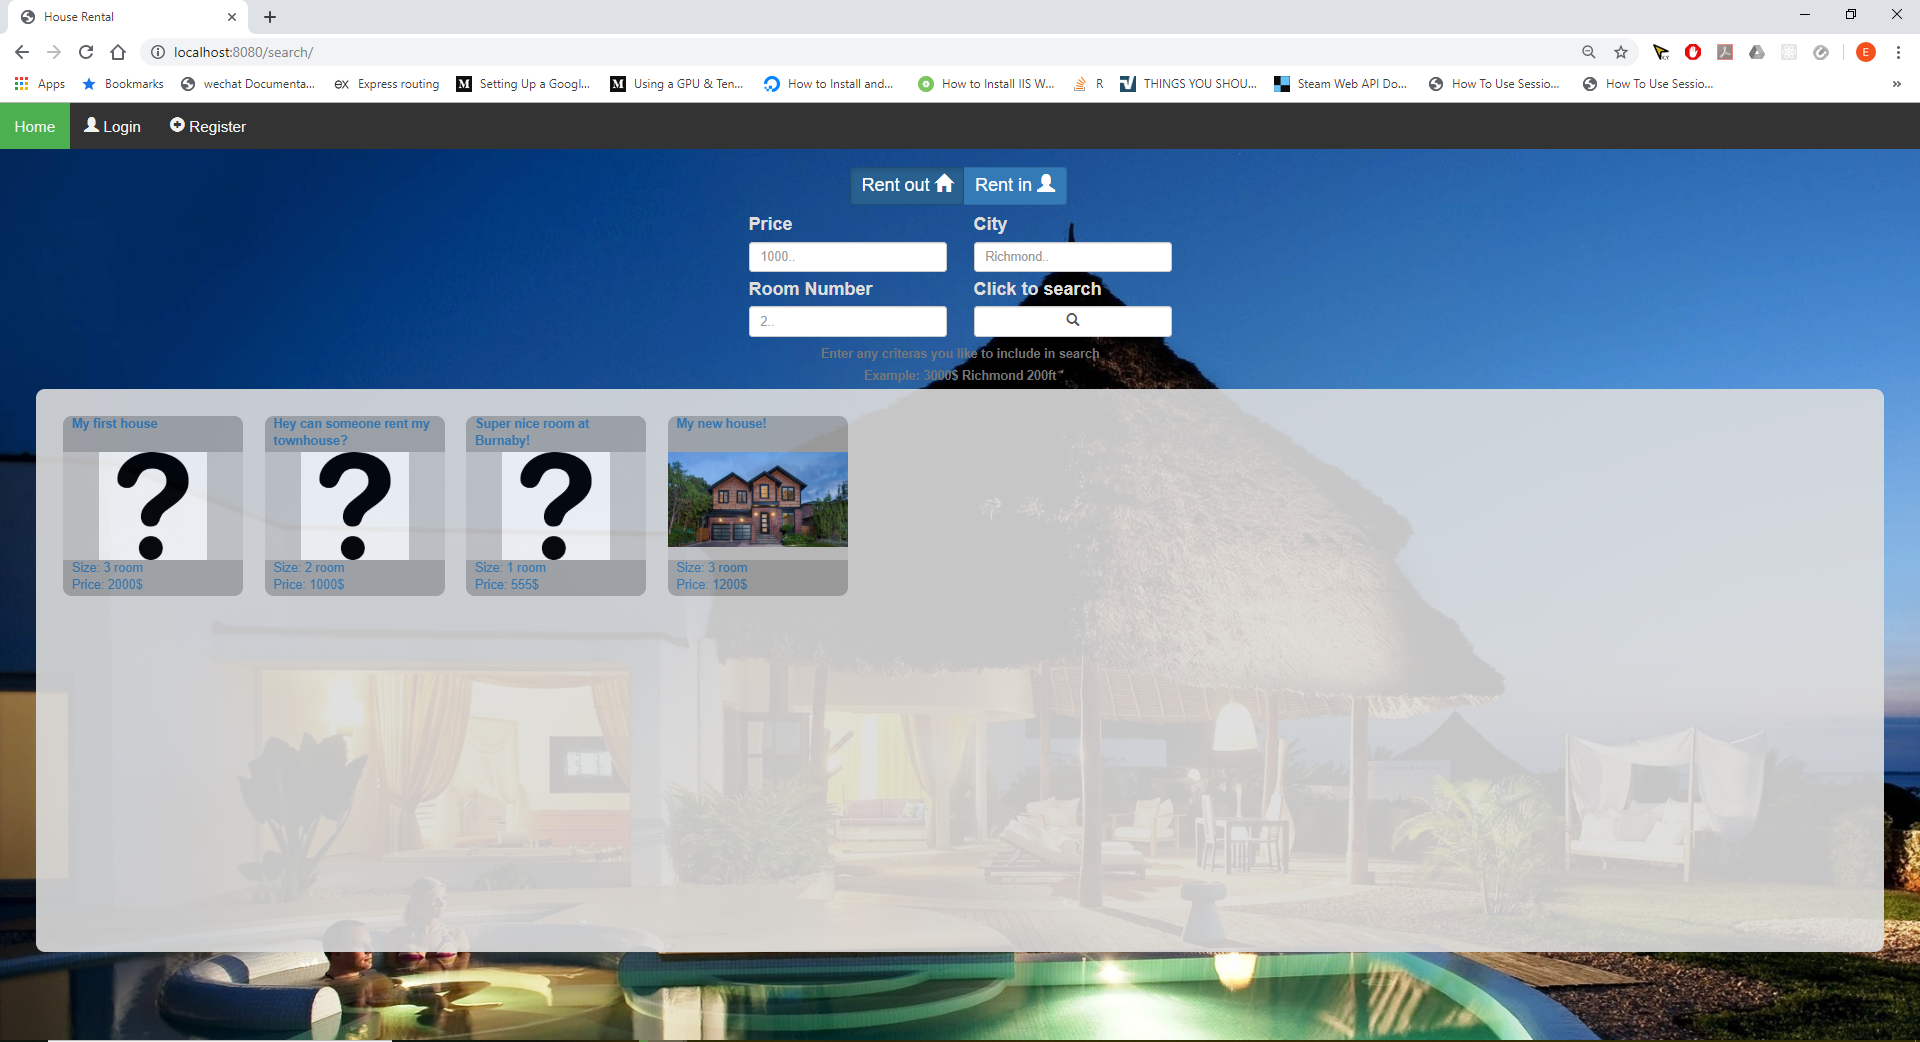 House Rental
localhost:8080/search/
E
Apps
Bookmarks
wechat Documenta...
ex Express routing
M Setting Up a Googl...
M Using a GPU & Ten...
How to Install and...
How to Install IIS W...
R
THINGS YOU SHOU...
Steam Web API Do...
How To Use Sessio...
How To Use Sessio...
»
Home
Login
Register
Rent out
Rent in
Price
City
1000..
Richmond..
Room Number
Click to search
2..
Enter any criteras you like to include in search
Example: 3000$ Richmond 200ft"
My first house
?
Size: 3 room
Price: 2000$
Hey can someone rent my
townhouse?
?
Size: 2 room
Price: 1000$
Super nice room at
Burnaby!
?
Size: 1 room
Price: 555$
My new house!
Size: 3 room
Price: 1200$